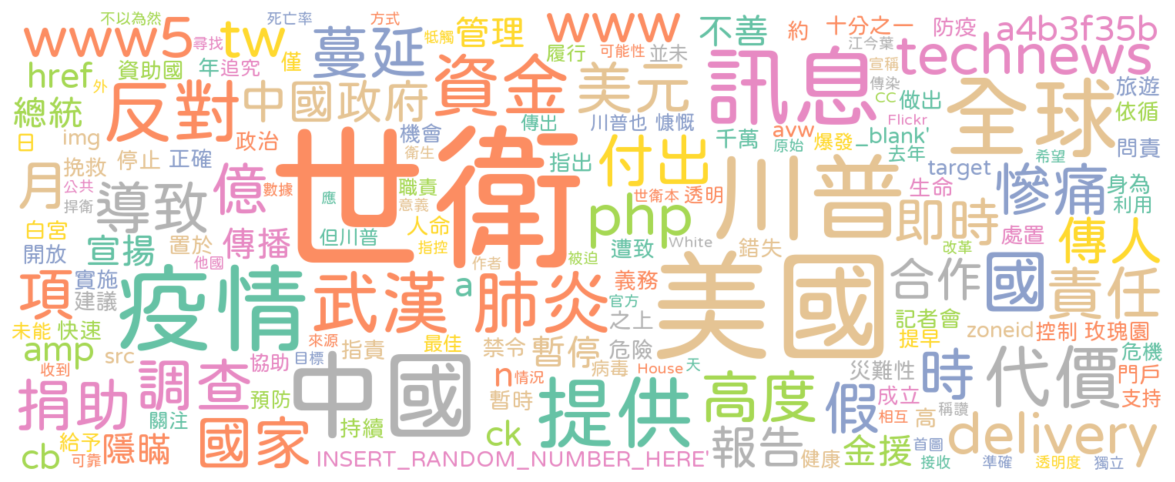 不以為然 死亡率 方式 www 不善 約 十分之一 防疫 a4b3f35b
www5 tw 尋找 蔓延 牴觸 管理 履行 可能性 並未 江今葉 宣稱 technews
href 資助國 年 追究 僅 資金 美元 訊息 傳染 cc 做出 全球 旅遊
總統 外 反對 中國政府 傳出 川普也 慷慨 千萬 avw 爆發 Flickr _blank' 依循
日 img 政治 機會 衛生 指出 付出 原始 去年 target 希望 問責
月 挽救 停止 正確 世衛 川普 生命 慘痛 身為
公共 捍衛 導致 億 數據 應 職責 意義 世衛本 透明 php 即時 利用
白宮 宣揚 置於 傳播 但川普 人命 指控 遭致 White 錯失 改革 處置 傳人
開放 他國 作者 被迫 義務
項 實施 建議 疫情 武漢 a 肺炎 官方 之上 美國 合作 國 責任
未能 快速 來源 最佳 禁令 暫停 危險 記者會 zoneid 控制 玫瑰園
amp src 協助 目標 指責 病毒 House 天 提早 危機
收到 調查 中國 n 情況 災難性 時 代價 門戶
捐助 預防 暫時 提供 高度 假 成立 相互 高 稱讚 支持
關注 國家 持續 ck 報告 首圖 delivery
cb 給予 可靠 隱瞞 INSERT_RANDOM_NUMBER_HERE' 健康 金援 接收 準確 透明度 獨立